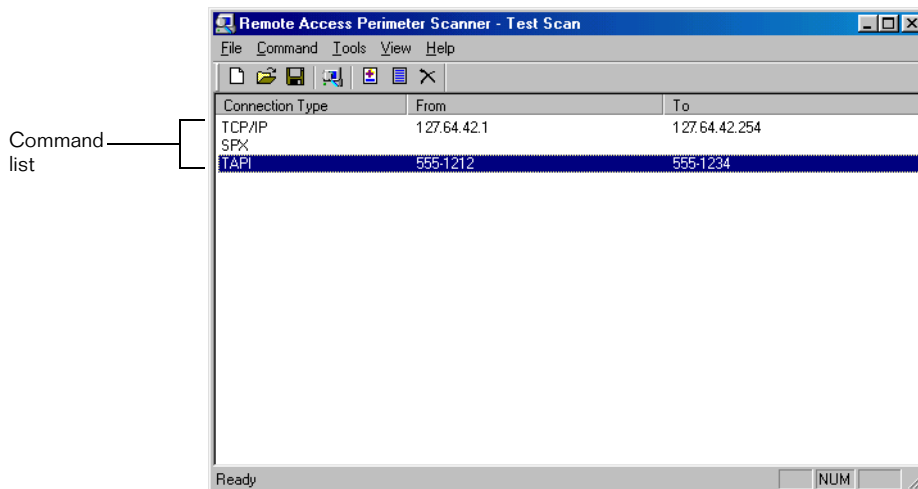 Remote Access Perimeter Scanner - Test Scan
File Command Tools View Help
Connection Type From To
TCP/IP 127.64.42.1 127.64.42.254
SPX
TAPI 555-1212 555-1234
Command
list
Ready NUM